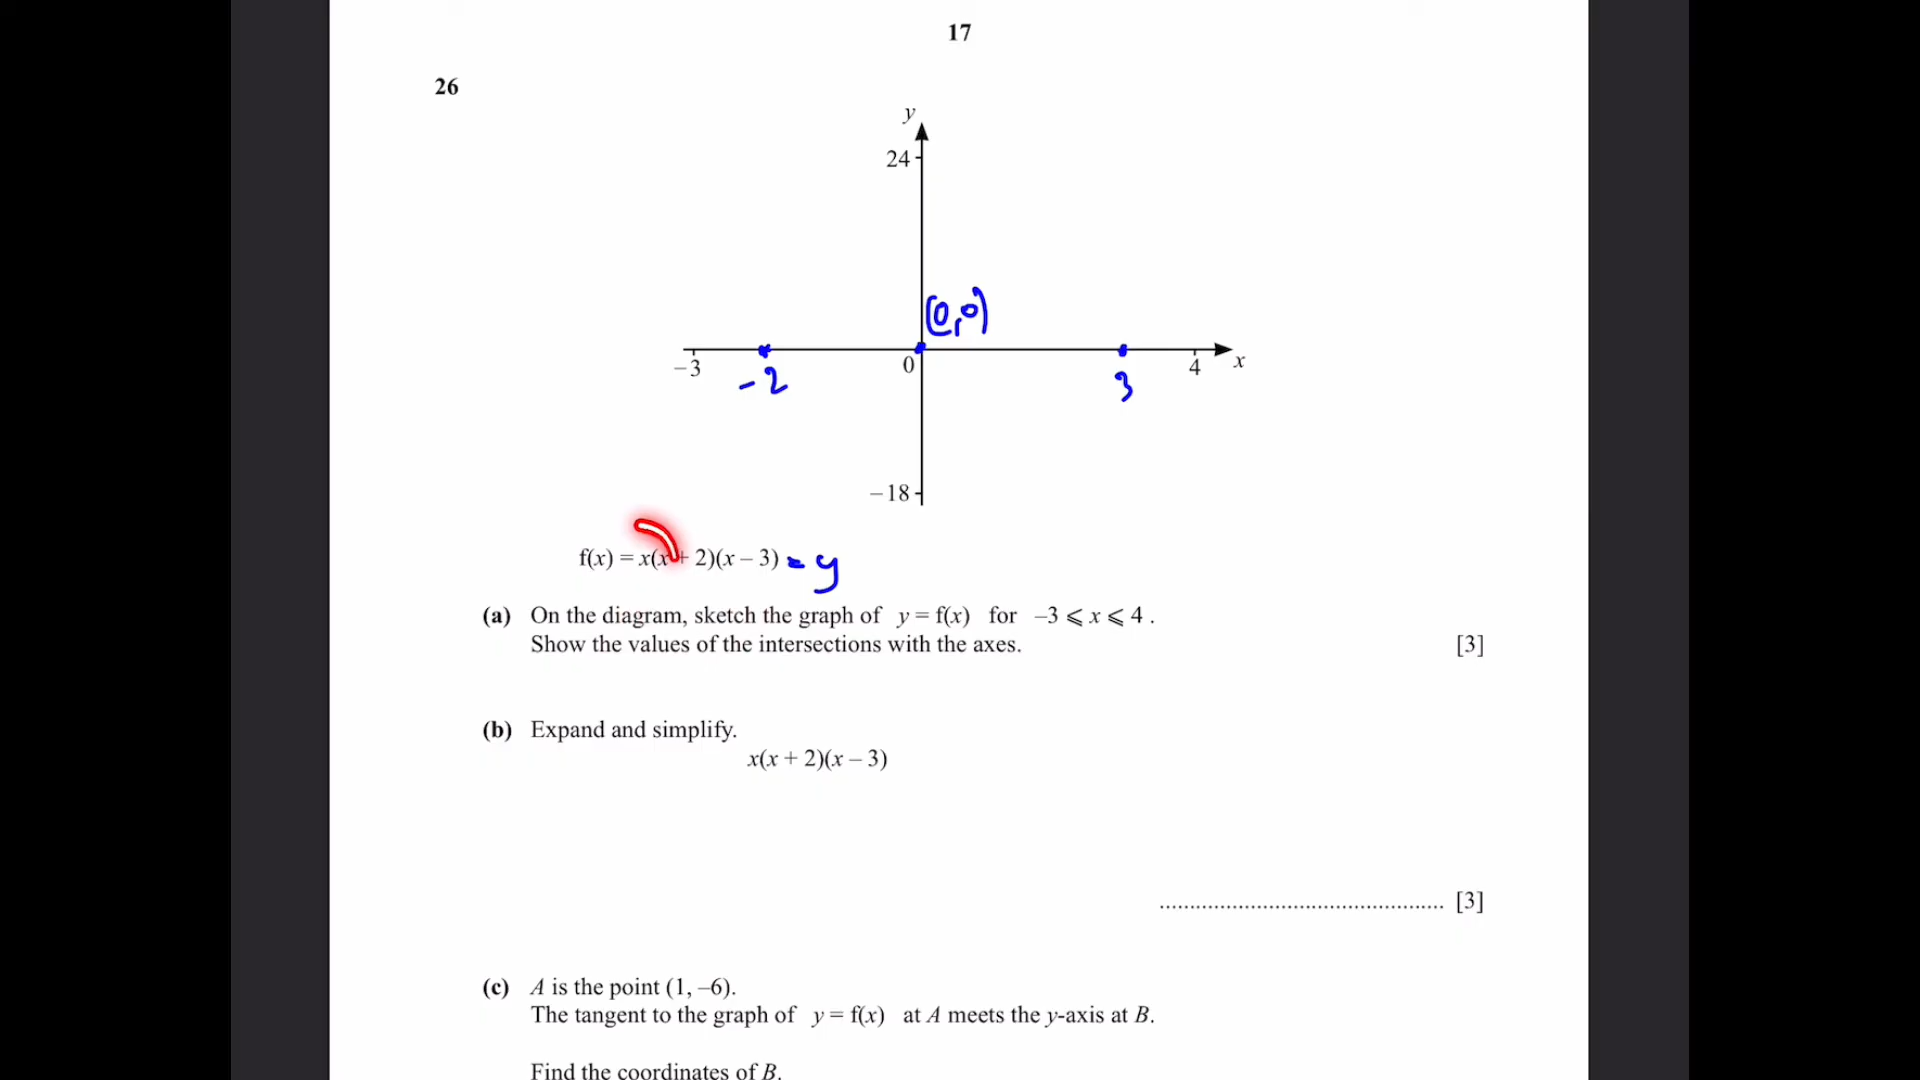 17
26
y
24
(0,0)
–3
-2
0
3
4
x
–18
f(x) = x(x + 2)(x – 3) = y
(a) On the diagram, sketch the graph of y = f(x) for –3 ⩽ x ⩽ 4 .
Show the values of the intersections with the axes. [3]
(b) Expand and simplify.
x(x + 2)(x – 3)
............................................... [3]
(c) A is the point (1, –6).
The tangent to the graph of y = f(x) at A meets the y-axis at B.
Find the coordinates of B.